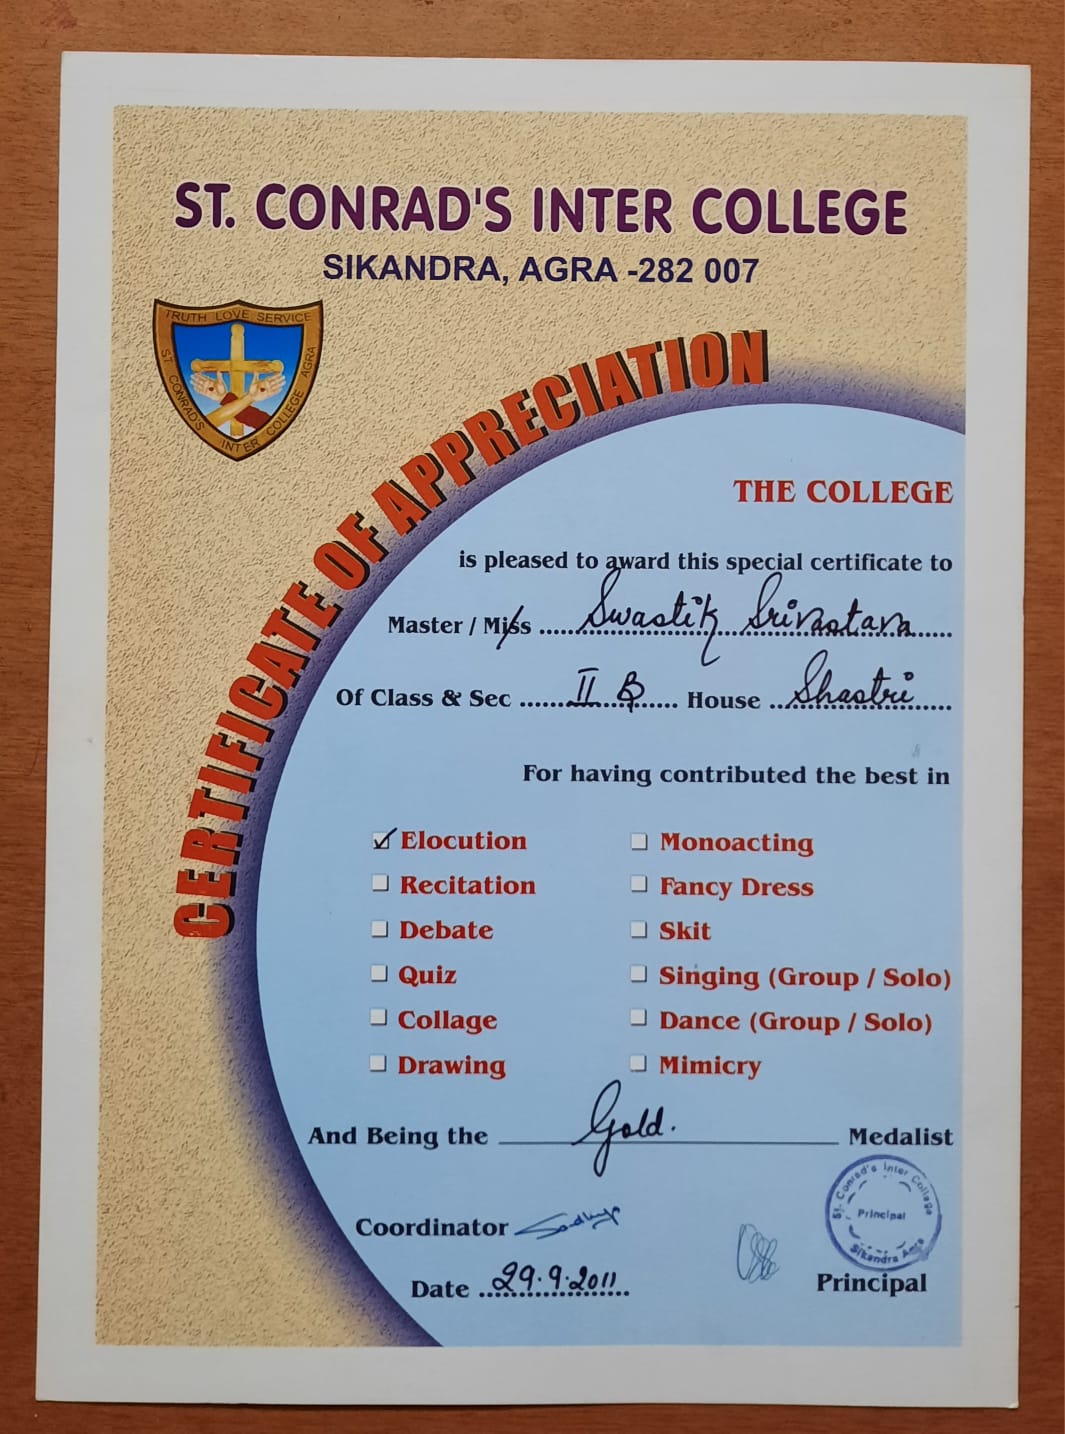 ST. CONRAD'S INTER COLLEGE
SIKANDRA, AGRA -282 007
TRUTH LOVE SERVICE
ST. CONRAD'S INTER COLLEGE AGRA
CERTIFICATE OF APPRECIATION
THE COLLEGE
is pleased to award this special certificate to
Master / Miss Swastik Srivastava
Of Class & Sec II B House Shastri
For having contributed the best in
Elocution
Monoacting
Recitation
Fancy Dress
Debate
Skit
Quiz
Singing (Group / Solo)
Collage
Dance (Group / Solo)
Drawing
Mimicry
And Being the Gold. Medalist
St. Conrad's Inter College
Principal
Sikandra Agra
Coordinator
Date 29.9.2011
Principal